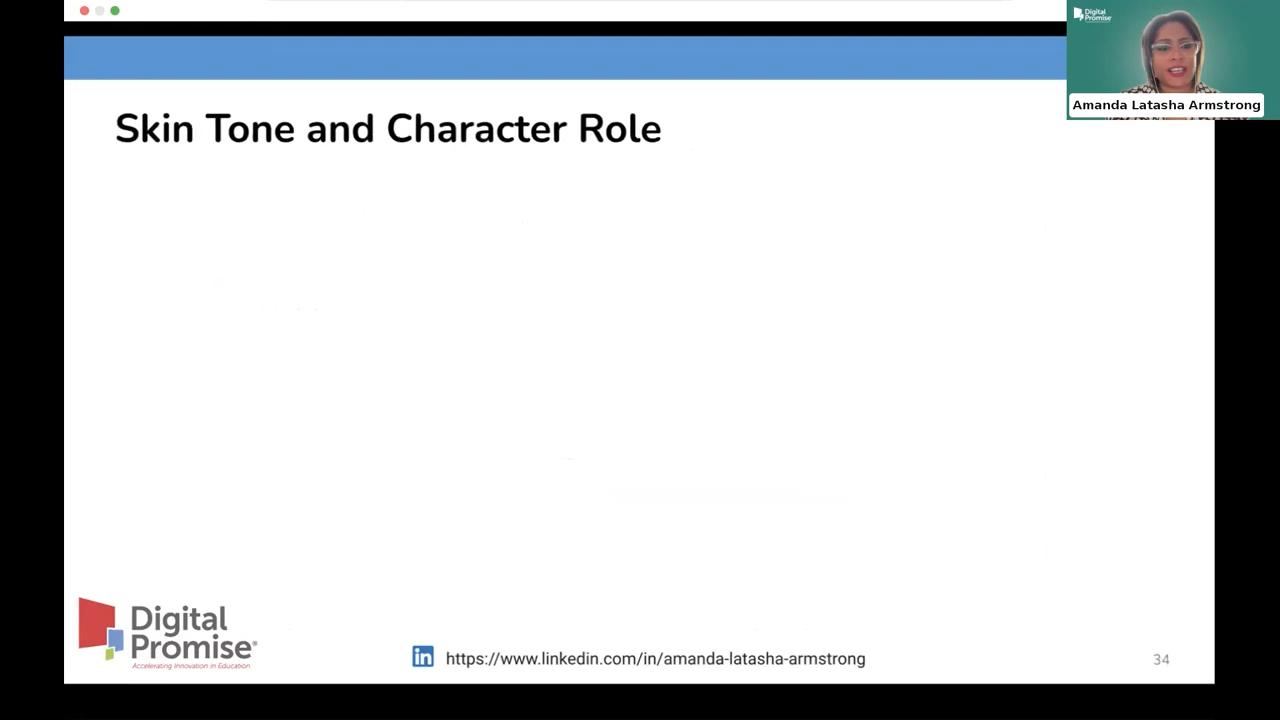 Digital
Promise
Amanda Latasha Armstrong
Skin Tone and Character Role
Digital
Promise®
Accelerating Innovation in Education
in https://www.linkedin.com/in/amanda-latasha-armstrong
34